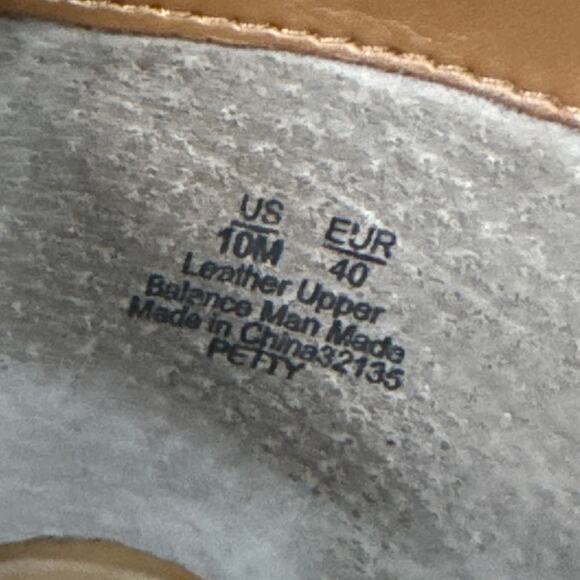 US EUR
10M 40
Leather Upper
Balance Man Made
Made in China32135
PETTY